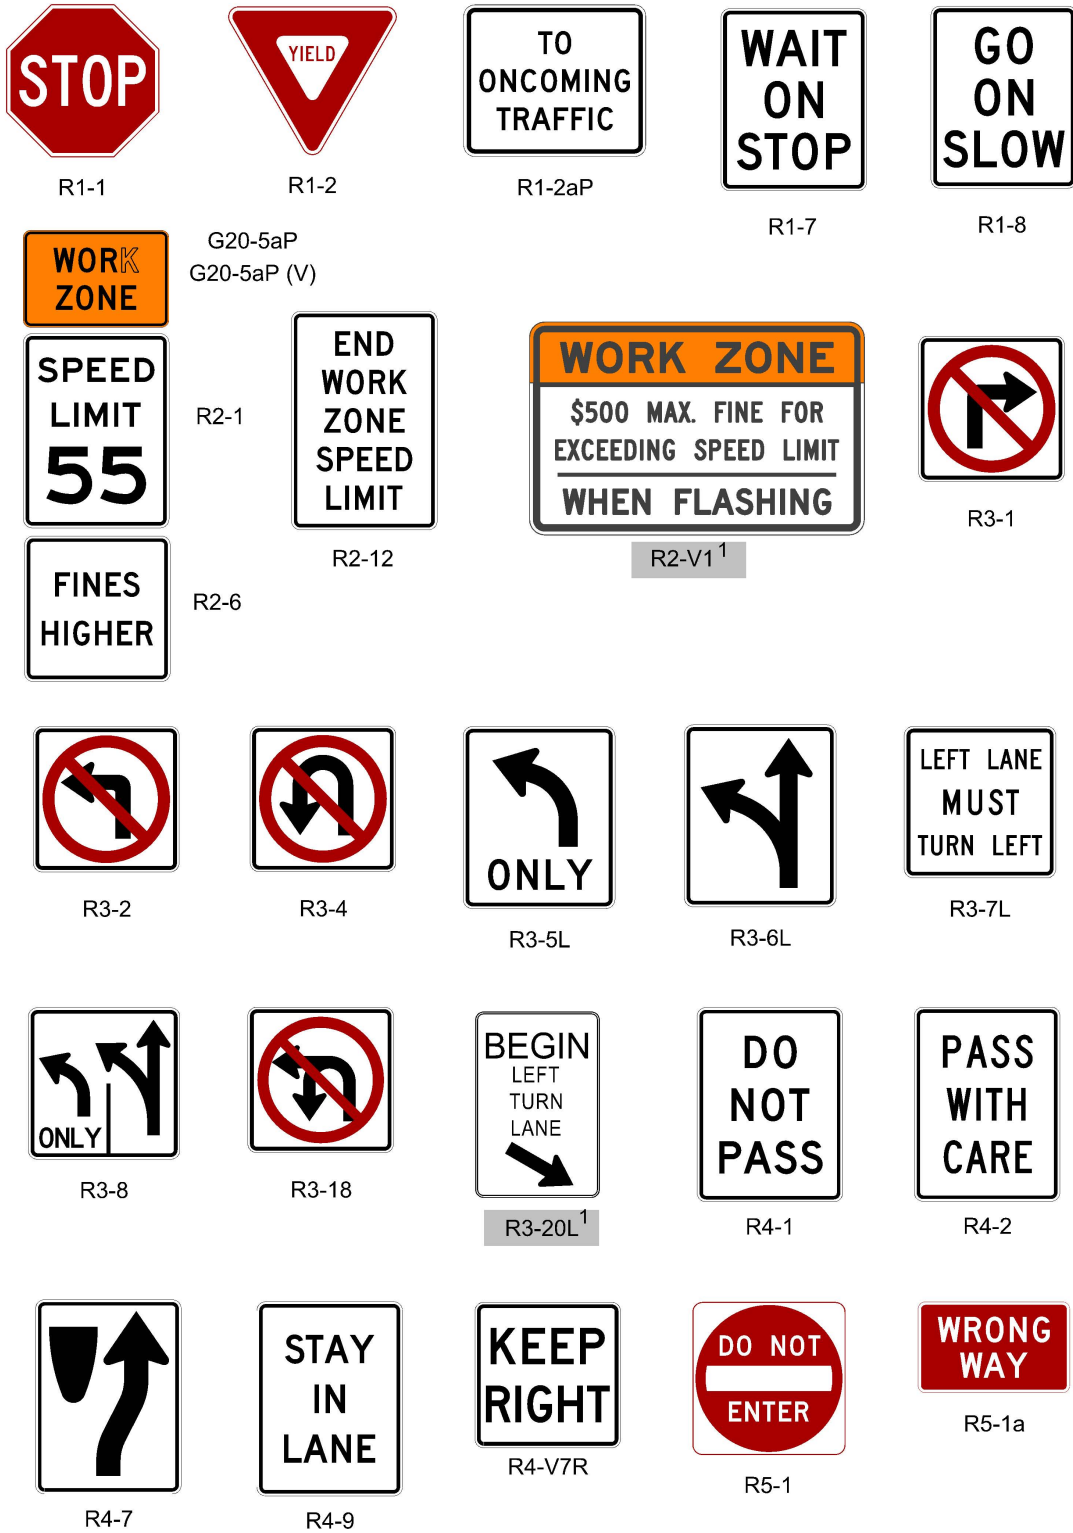 STOP
R1-1
YIELD
R1-2
TO
ONCOMING
TRAFFIC
R1-2aP
WAIT
ON
STOP
R1-7
GO
ON
SLOW
R1-8
WORK
ZONE
G20-5aP
G20-5aP (V)
SPEED
LIMIT
55
R2-1
FINES
HIGHER
R2-6
END
WORK
ZONE
SPEED
LIMIT
R2-12
WORK ZONE
$500 MAX. FINE FOR
EXCEEDING SPEED LIMIT
WHEN FLASHING
R2-V1 1
R3-1
R3-2
R3-4
ONLY
R3-5L
R3-6L
LEFT LANE
MUST
TURN LEFT
R3-7L
ONLY
R3-8
R3-18
BEGIN
LEFT
TURN
LANE
R3-20L 1
DO
NOT
PASS
R4-1
PASS
WITH
CARE
R4-2
R4-7
STAY
IN
LANE
R4-9
KEEP
RIGHT
R4-V7R
DO NOT
ENTER
R5-1
WRONG
WAY
R5-1a